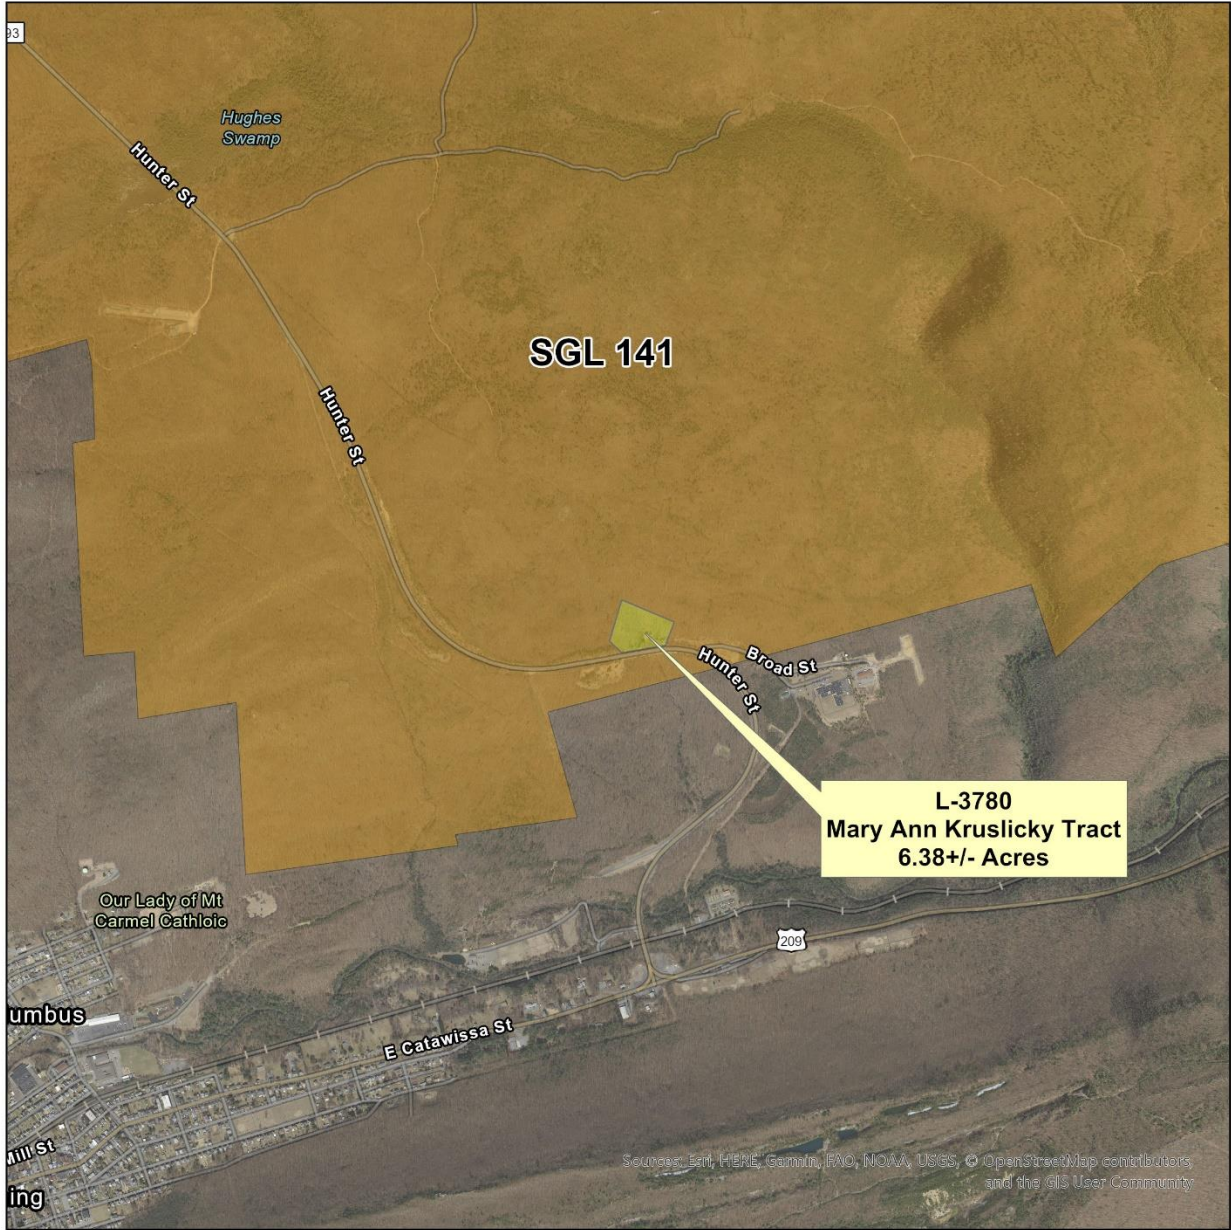 93
Hughes
Swamp
Hunter St
SGL 141
Hunter St
Hunter St
Broad St
L-3780
Mary Ann Kruslicky Tract
6.38+/- Acres
Our Lady of Mt
Carmel Cathloic
209
umbus
E Catawissa St
Mill St
ing
Sources: Esri, HERE, Garmin, FAO, NOAA, USGS, © OpenStreetMap contributors,
and the GIS User Community